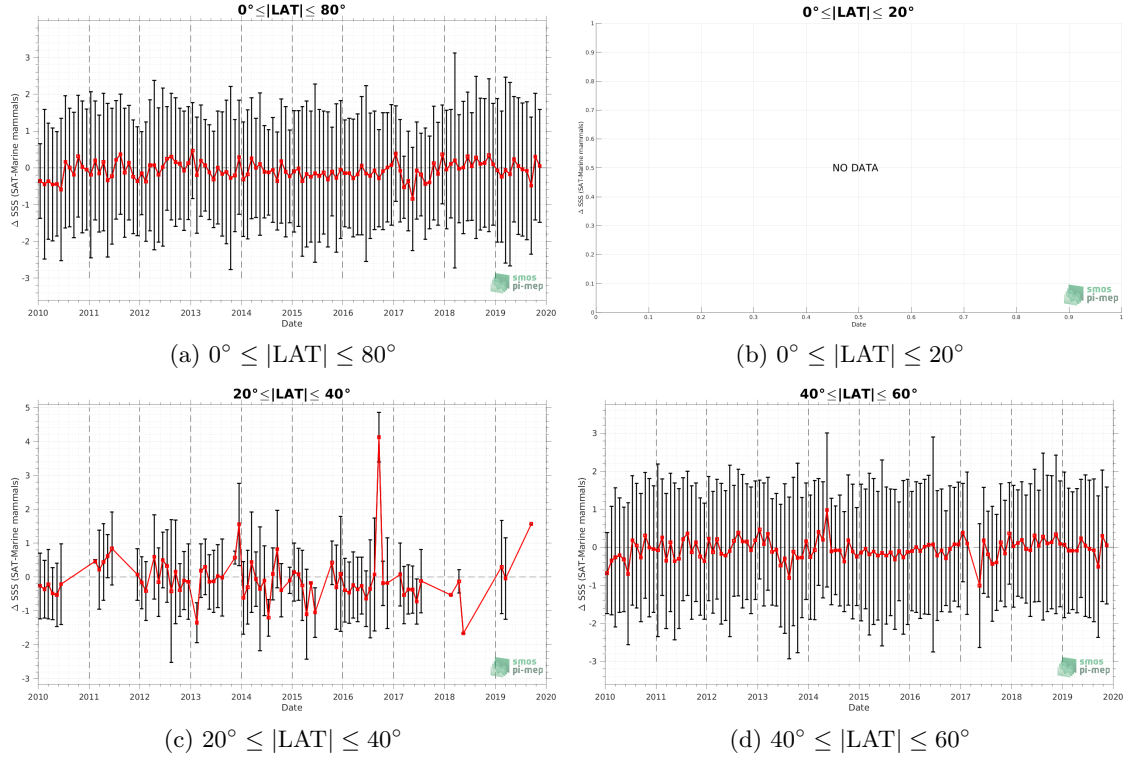 0°≤|LAT|≤ 80°
Δ SSS (SAT-Marine mammals)
3
2
1
0
-1
-2
-3
2010 2011 2012 2013 2014 2015 2016 2017 2018 2019 2020
Date
smos
pi-mep
(a) 0° ≤ |LAT| ≤ 80°
0°≤|LAT|≤ 20°
Δ SSS (SAT-Marine mammals)
1
0.9
0.8
0.7
0.6
0.5
0.4
0.3
0.2
0.1
0
NO DATA
0 0.1 0.2 0.3 0.4 0.5 0.6 0.7 0.8 0.9 1
Date
smos
pi-mep
(b) 0° ≤ |LAT| ≤ 20°
20°≤|LAT|≤ 40°
Δ SSS (SAT-Marine mammals)
5
4
3
2
1
0
-1
-2
-3
2010 2011 2012 2013 2014 2015 2016 2017 2018 2019 2020
Date
smos
pi-mep
(c) 20° ≤ |LAT| ≤ 40°
40°≤|LAT|≤ 60°
Δ SSS (SAT-Marine mammals)
3
2
1
0
-1
-2
-3
2010 2011 2012 2013 2014 2015 2016 2017 2018 2019 2020
Date
smos
pi-mep
(d) 40° ≤ |LAT| ≤ 60°